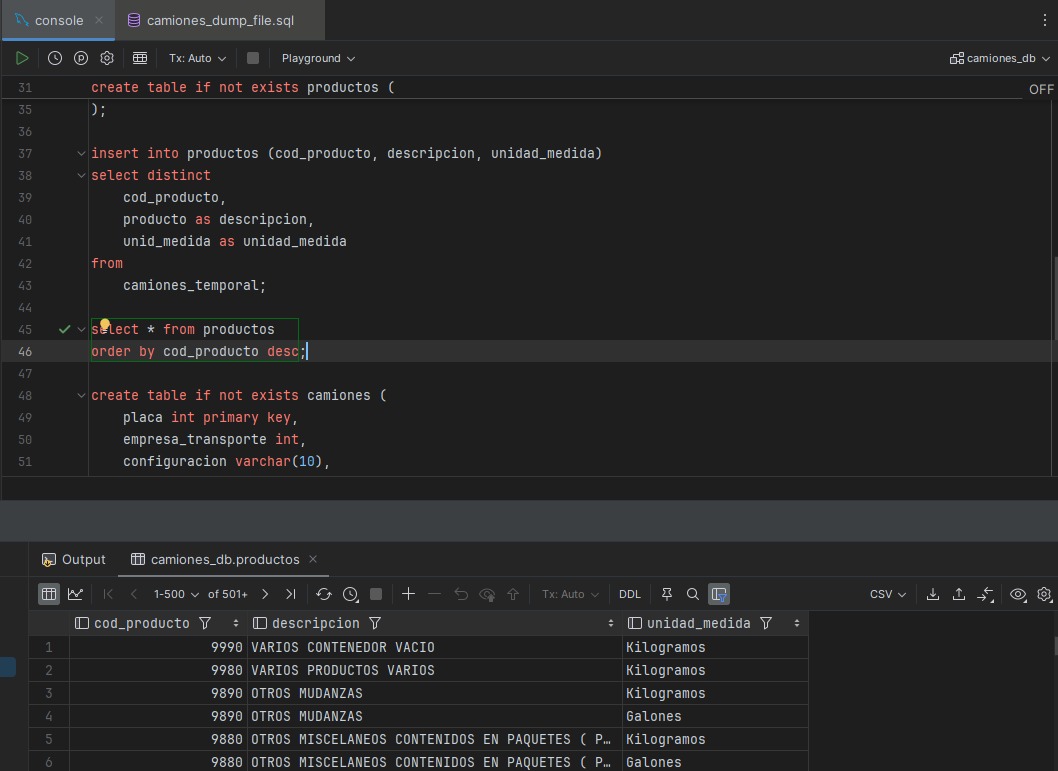 console
camiones_dump_file.sql
Tx: Auto
Playground
camiones_db
31 create table if not exists productos (
OFF
35 );
36
37 insert into productos (cod_producto, descripcion, unidad_medida)
38 select distinct
39 cod_producto,
40 producto as descripcion,
41 unid_medida as unidad_medida
42 from
43 camiones_temporal;
44
45 select * from productos
46 order by cod_producto desc;
47
48 create table if not exists camiones (
49 placa int primary key,
50 empresa_transporte int,
51 configuracion varchar(10),
Output
camiones_db.productos
1-500 of 501+ Tx: Auto DDL CSV
cod_producto descripcion unidad_medida
1 9990 VARIOS CONTENEDOR VACIO Kilogramos
2 9980 VARIOS PRODUCTOS VARIOS Kilogramos
3 9890 OTROS MUDANZAS Kilogramos
4 9890 OTROS MUDANZAS Galones
5 9880 OTROS MISCELANEOS CONTENIDOS EN PAQUETES ( P… Kilogramos
6 9880 OTROS MISCELANEOS CONTENIDOS EN PAQUETES ( P… Galones